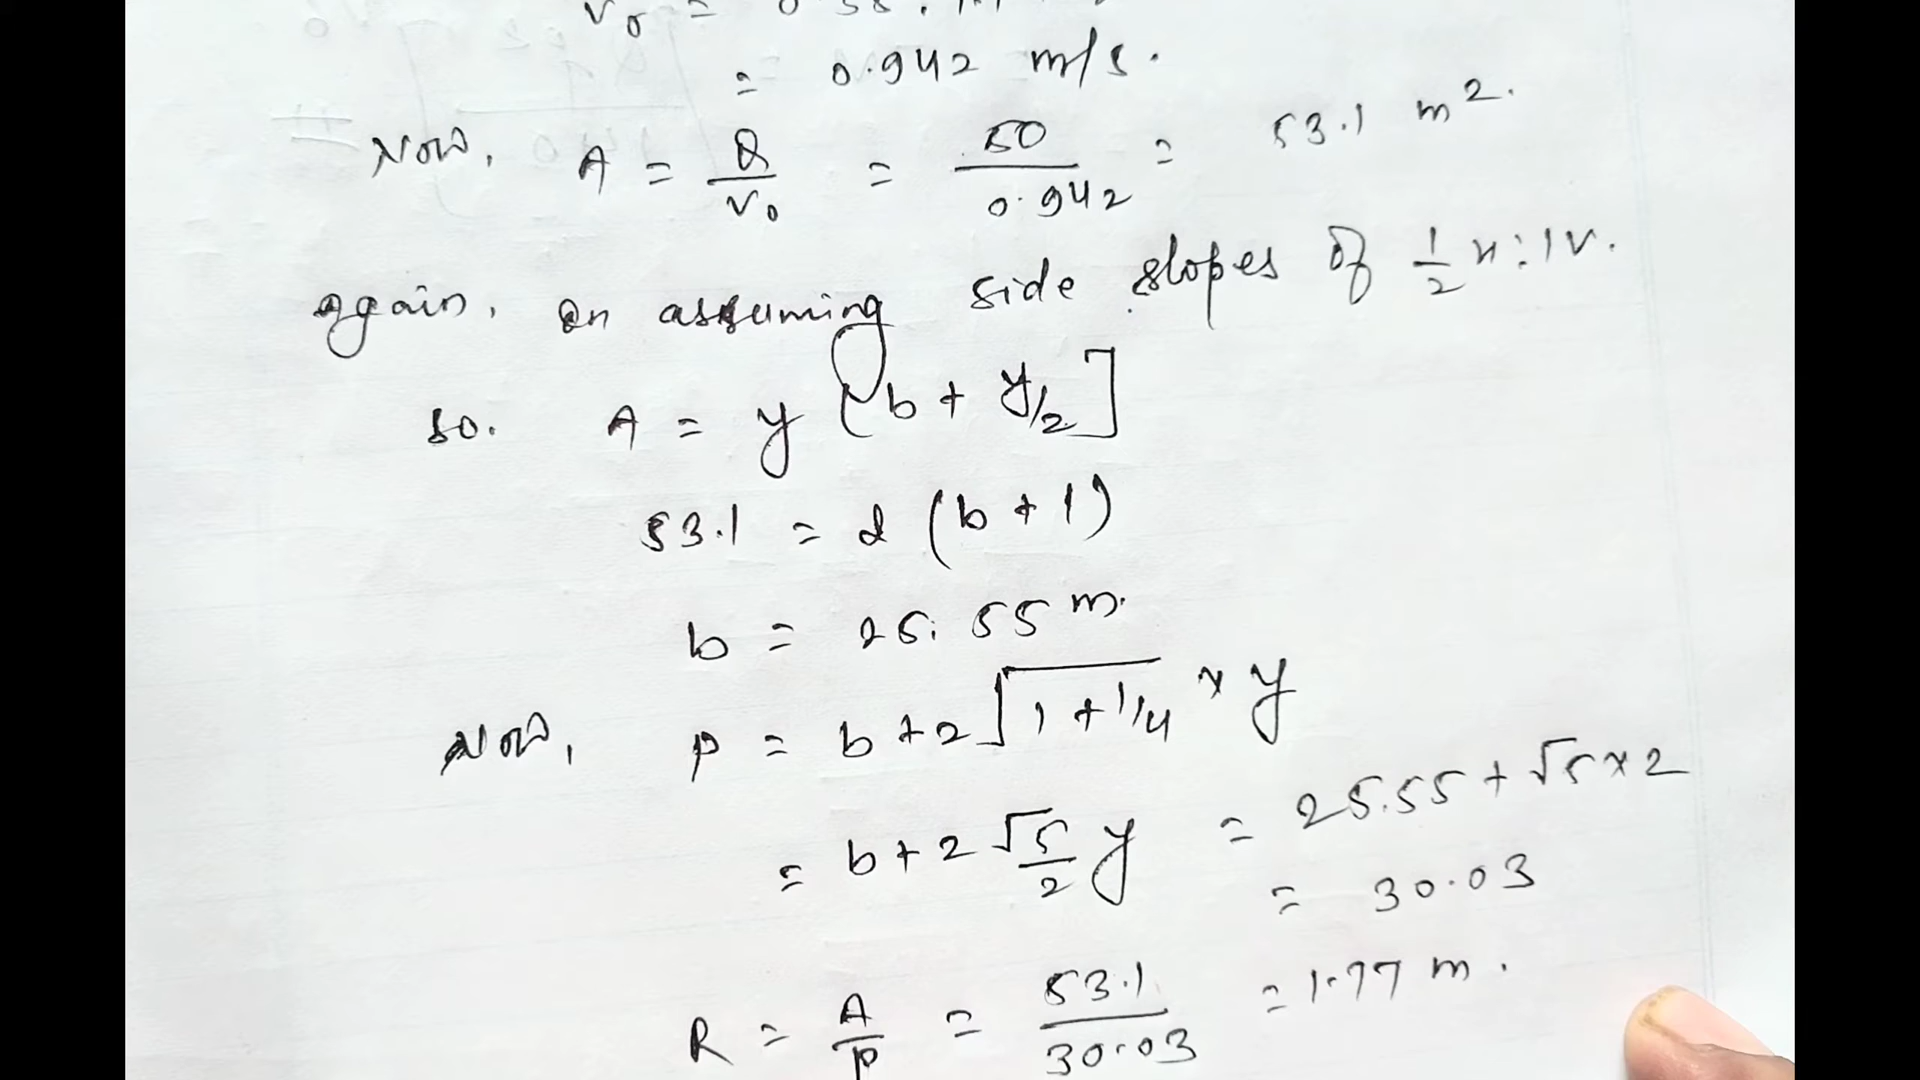 = 0.942 m/s.
Now, A = Q/V₀ = 50/0.942 = 53.1 m².
again, on assuming side slopes of 1/2 H:1V.
so. A = y [b + y/2]
53.1 = 2 (b + 1)
b = 25.55 m.
Now, P = b + 2√(1 + 1/4) × y
= b + 2 √5/2 y = 25.55 + √5 × 2
= 30.03
R = A/P = 53.1/30.03 = 1.77 m.